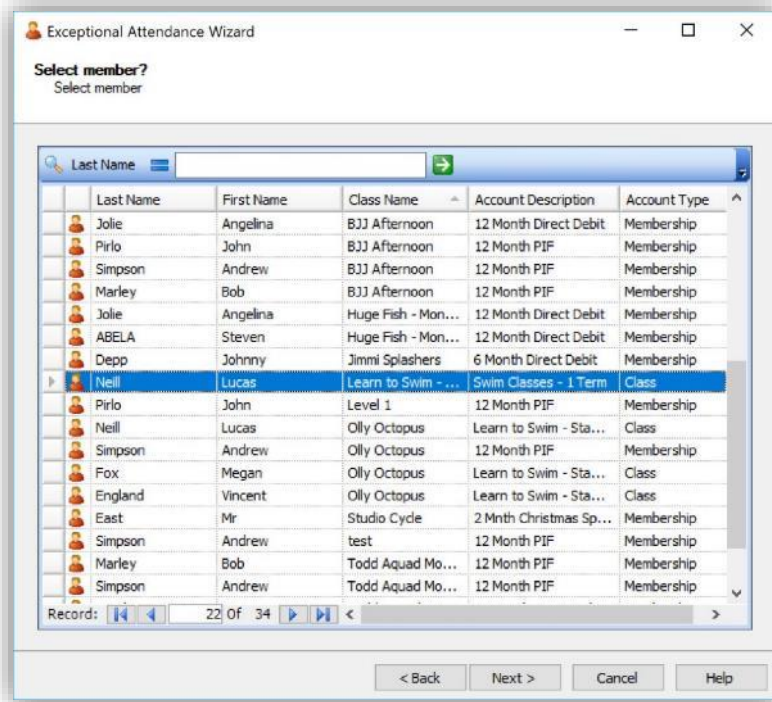 Exceptional Attendance Wizard
Select member?
Select member
Last Name
Last Name First Name Class Name Account Description Account Type
Jolie Angelina BJJ Afternoon 12 Month Direct Debit Membership
Pirlo John BJJ Afternoon 12 Month PIF Membership
Simpson Andrew BJJ Afternoon 12 Month PIF Membership
Marley Bob BJJ Afternoon 12 Month PIF Membership
Jolie Angelina Huge Fish - Mon... 12 Month Direct Debit Membership
ABELA Steven Huge Fish - Mon... 12 Month Direct Debit Membership
Depp Johnny Jimmi Splashers 6 Month Direct Debit Membership
Neill Lucas Learn to Swim - ... Swim Classes - 1 Term Class
Pirlo John Level 1 12 Month PIF Membership
Neill Lucas Olly Octopus Learn to Swim - Sta... Class
Simpson Andrew Olly Octopus 12 Month PIF Membership
Fox Megan Olly Octopus Learn to Swim - Sta... Class
England Vincent Olly Octopus Learn to Swim - Sta... Class
East Mr Studio Cycle 2 Mnth Christmas Sp... Membership
Simpson Andrew test 12 Month PIF Membership
Marley Bob Todd Aquad Mo... 12 Month PIF Membership
Simpson Andrew Todd Aquad Mo... 12 Month PIF Membership
Record: 22 Of 34
< Back Next > Cancel Help